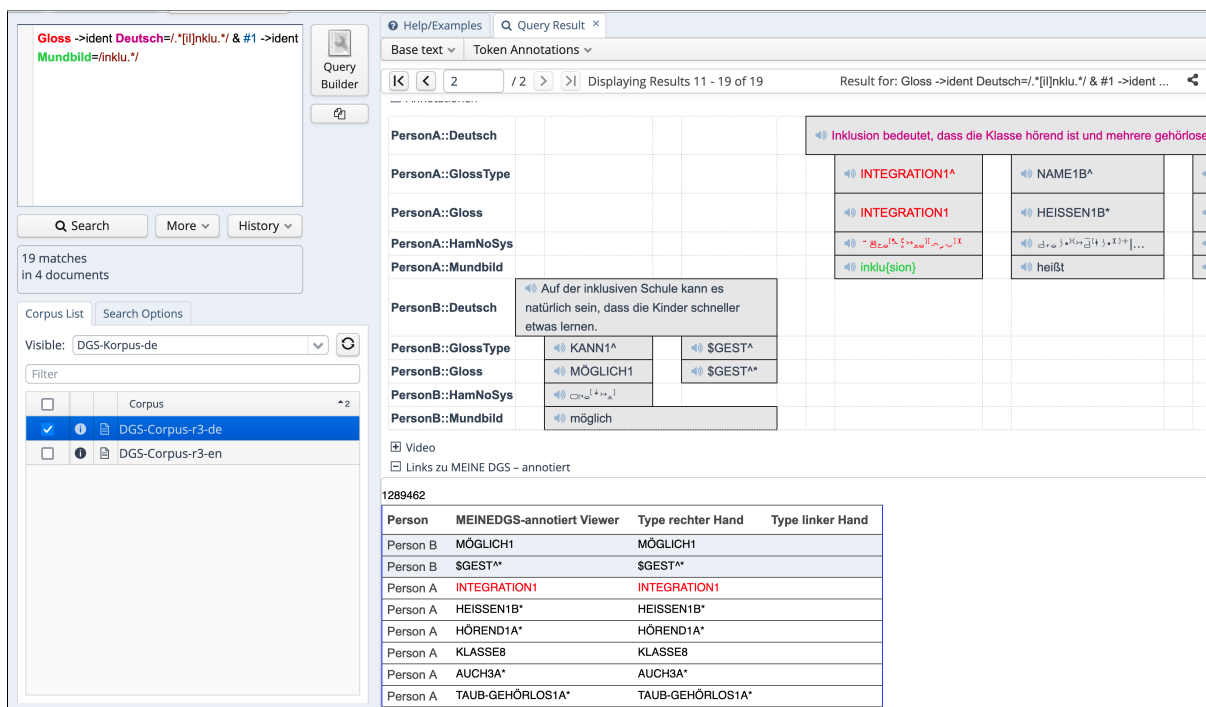 Gloss ->ident Deutsch=/.*[iI]nklu.*/ & #1 ->ident
Mundbild=/inklu.*/
Query
Builder
Search More History
19 matches
in 4 documents
Corpus List Search Options
Visible: DGS-Korpus-de
Filter
Corpus 2
DGS-Corpus-r3-de
DGS-Corpus-r3-en
Help/Examples Query Result ×
Base text Token Annotations
2 / 2 Displaying Results 11 - 19 of 19 Result for: Gloss ->ident Deutsch=/.*[iI]nklu.*/ & #1 ->ident ...
Annotationen
PersonA::Deutsch Inklusion bedeutet, dass die Klasse hörend ist und mehrere gehörlose
PersonA::GlossType INTEGRATION1^ NAME1B^
PersonA::Gloss INTEGRATION1 HEISSEN1B*
PersonA::HamNoSys
PersonA::Mundbild inklu{sion} heißt
PersonB::Deutsch Auf der inklusiven Schule kann es
natürlich sein, dass die Kinder schneller
etwas lernen.
PersonB::GlossType KANN1^ $GEST^
PersonB::Gloss MÖGLICH1 $GEST^*
PersonB::HamNoSys
PersonB::Mundbild möglich
Video
Links zu MEINE DGS – annotiert
1289462
Person MEINEDGS-annotiert Viewer Type rechter Hand Type linker Hand
Person B MÖGLICH1 MÖGLICH1
Person B $GEST^* $GEST^*
Person A INTEGRATION1 INTEGRATION1
Person A HEISSEN1B* HEISSEN1B*
Person A HÖREND1A* HÖREND1A*
Person A KLASSE8 KLASSE8
Person A AUCH3A* AUCH3A*
Person A TAUB-GEHÖRLOS1A* TAUB-GEHÖRLOS1A*